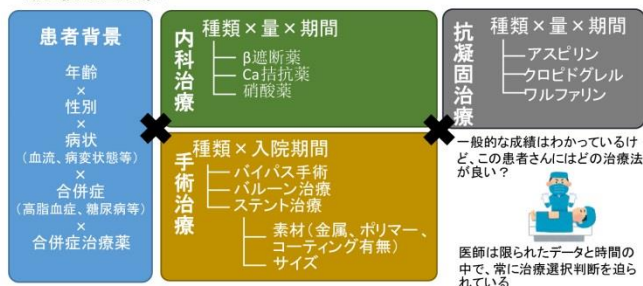 患者背景
年齢
×
性別
×
病状
(血流、病変状態等)
×
合併症
(高脂血症、糖尿病等)
×
合併症治療薬
内科治療
種類×量×期間
β遮断薬
Ca拮抗薬
硝酸薬
手術治療
種類×入院期間
バイパス手術
バルーン治療
ステント治療
素材(金属、ポリマー、
コーティング有無)
サイズ
抗凝固治療
種類×量×期間
アスピリン
クロピドグレル
ワルファリン
一般的な成績はわかっているけ
ど、この患者さんにはどの治療法
が良い？
医師は限られたデータと時間の
中で、常に治療選択判断を迫ら
れている